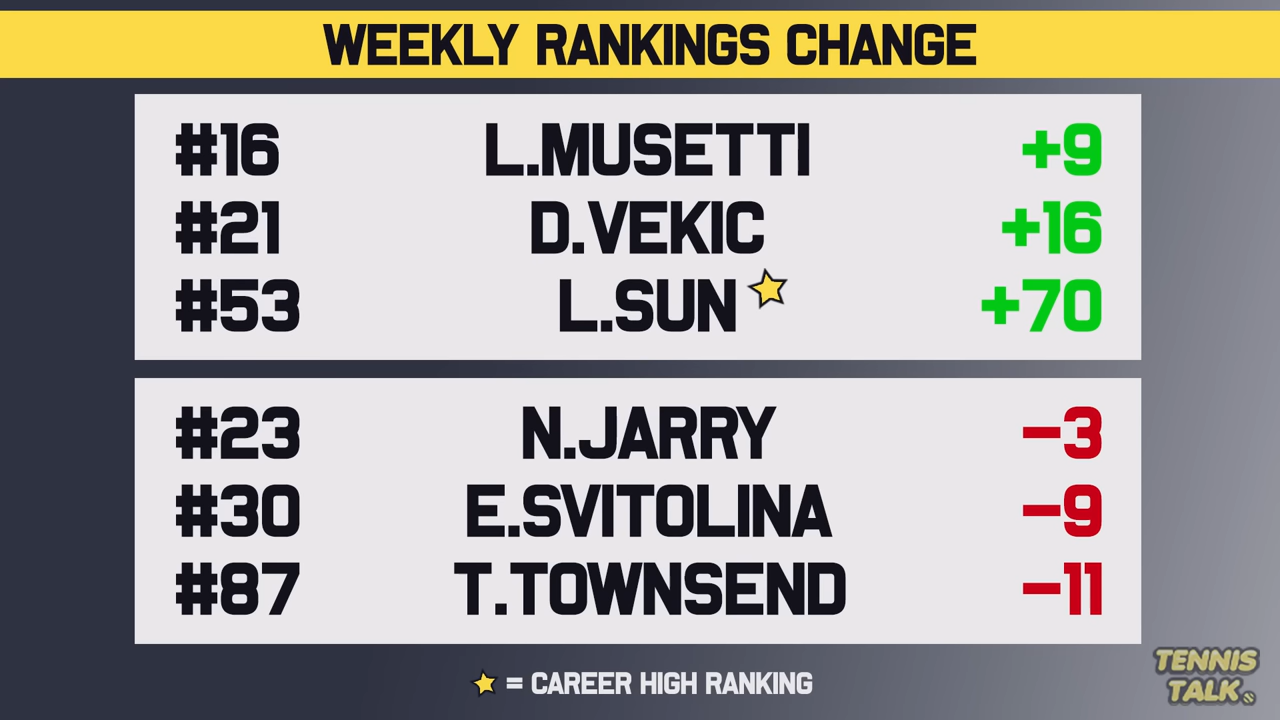 WEEKLY RANKINGS CHANGE
#16 L.MUSETTI +9
#21 D.VEKIC +16
#53 L.SUN +70
#23 N.JARRY -3
#30 E.SVITOLINA -9
#87 T.TOWNSEND -11
= CAREER HIGH RANKING
TENNIS
TALK